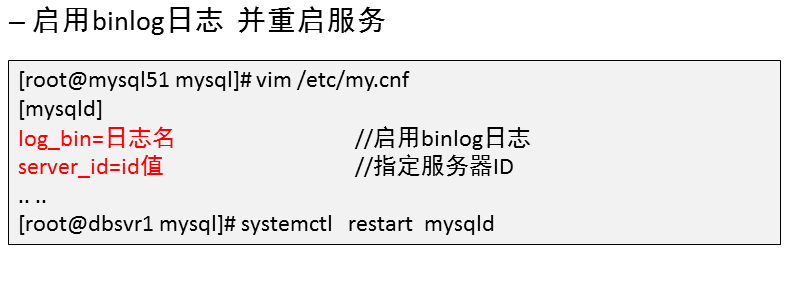 – 启用binlog日志 并重启服务
[root@mysql51 mysql]# vim /etc/my.cnf
[mysqld]
log_bin=日志名 //启用binlog日志
server_id=id值 //指定服务器ID
.. ..
[root@dbsvr1 mysql]# systemctl restart mysqld